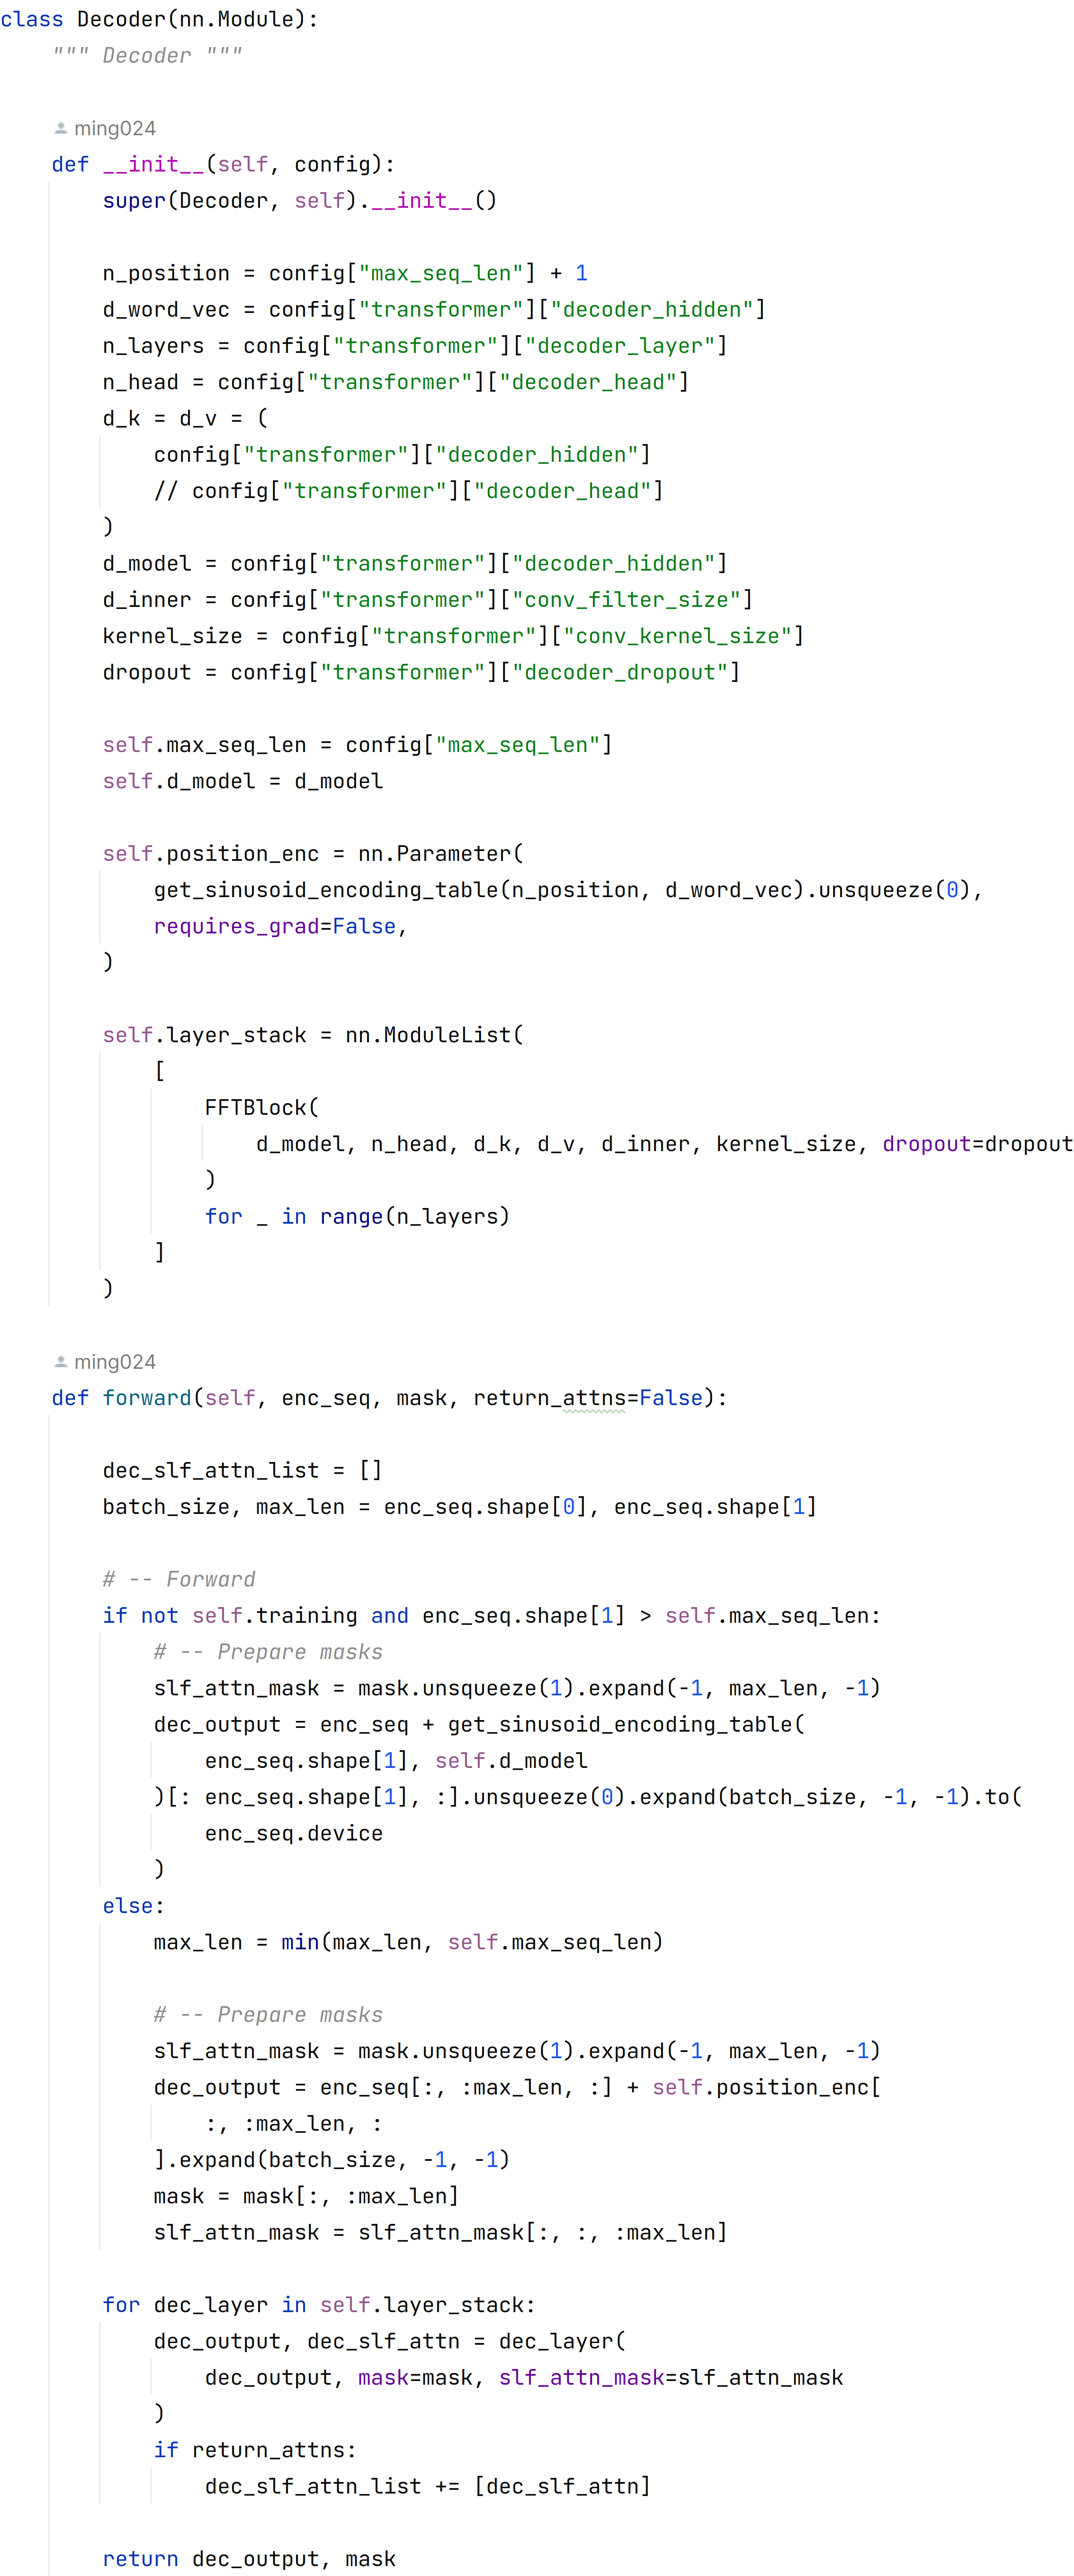 class Decoder(nn.Module):
    """ Decoder """
    ming024
    def __init__(self, config):
        super(Decoder, self).__init__()
        n_position = config["max_seq_len"] + 1
        d_word_vec = config["transformer"]["decoder_hidden"]
        n_layers = config["transformer"]["decoder_layer"]
        n_head = config["transformer"]["decoder_head"]
        d_k = d_v = (
            config["transformer"]["decoder_hidden"]
            // config["transformer"]["decoder_head"]
        )
        d_model = config["transformer"]["decoder_hidden"]
        d_inner = config["transformer"]["conv_filter_size"]
        kernel_size = config["transformer"]["conv_kernel_size"]
        dropout = config["transformer"]["decoder_dropout"]
        self.max_seq_len = config["max_seq_len"]
        self.d_model = d_model
        self.position_enc = nn.Parameter(
            get_sinusoid_encoding_table(n_position, d_word_vec).unsqueeze(0),
            requires_grad=False,
        )
        self.layer_stack = nn.ModuleList(
            [
                FFTBlock(
                    d_model, n_head, d_k, d_v, d_inner, kernel_size, dropout=dropout
                )
                for _ in range(n_layers)
            ]
        )
    ming024
    def forward(self, enc_seq, mask, return_attns=False):
        dec_slf_attn_list = []
        batch_size, max_len = enc_seq.shape[0], enc_seq.shape[1]
        # -- Forward
        if not self.training and enc_seq.shape[1] > self.max_seq_len:
            # -- Prepare masks
            slf_attn_mask = mask.unsqueeze(1).expand(-1, max_len, -1)
            dec_output = enc_seq + get_sinusoid_encoding_table(
                enc_seq.shape[1], self.d_model
            )[: enc_seq.shape[1], :].unsqueeze(0).expand(batch_size, -1, -1).to(
                enc_seq.device
            )
        else:
            max_len = min(max_len, self.max_seq_len)
            # -- Prepare masks
            slf_attn_mask = mask.unsqueeze(1).expand(-1, max_len, -1)
            dec_output = enc_seq[:, :max_len, :] + self.position_enc[
                :, :max_len, :
            ].expand(batch_size, -1, -1)
            mask = mask[:, :max_len]
            slf_attn_mask = slf_attn_mask[:, :, :max_len]
        for dec_layer in self.layer_stack:
            dec_output, dec_slf_attn = dec_layer(
                dec_output, mask=mask, slf_attn_mask=slf_attn_mask
            )
            if return_attns:
                dec_slf_attn_list += [dec_slf_attn]
        return dec_output, mask